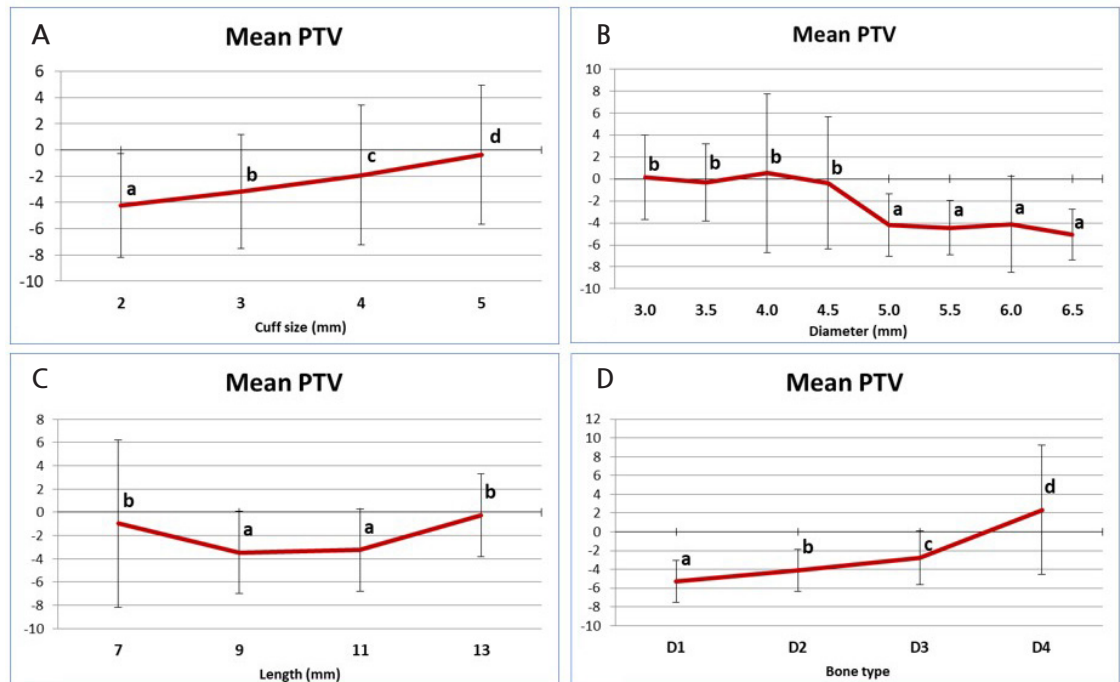 A
Mean PTV
6
4
2
0
-2
-4
-6
-8
-10
a
b
c
d
2 3 4 5
Cuff size (mm)
B
Mean PTV
10
8
6
4
2
0
-2
-4
-6
-8
-10
b b b b a a a a
3.0 3.5 4.0 4.5 5.0 5.5 6.0 6.5
Diameter (mm)
C
Mean PTV
8
6
4
2
0
-2
-4
-6
-8
-10
b a a b
7 9 11 13
Length (mm)
D
Mean PTV
12
10
8
6
4
2
0
-2
-4
-6
-8
-10
a b c d
D1 D2 D3 D4
Bone type